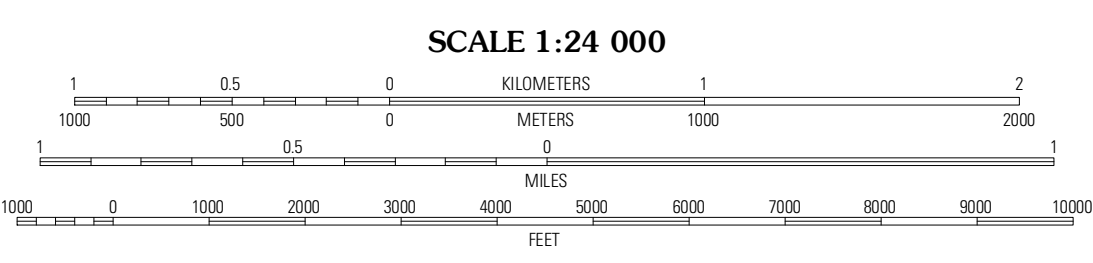 SCALE 1:24 000
1 0.5 0 KILOMETERS 1 2
1000 500 0 METERS 1000 2000
1 0.5 0 1
MILES
1000 0 1000 2000 3000 4000 5000 6000 7000 8000 9000 10000
FEET